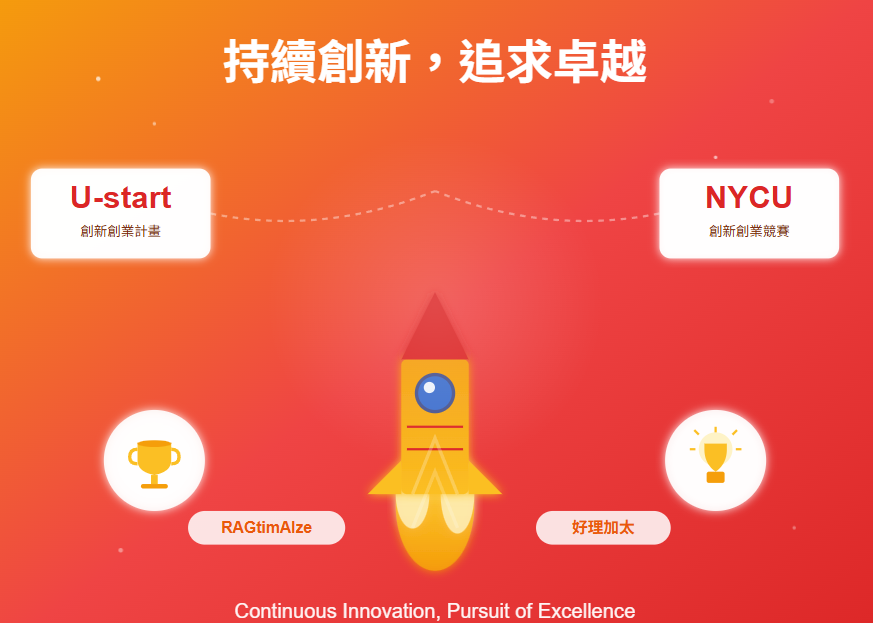 持續創新，追求卓越
U-start
創新創業計畫
NYCU
創新創業競賽
RAGtimAIze
好理加太
Continuous Innovation, Pursuit of Excellence